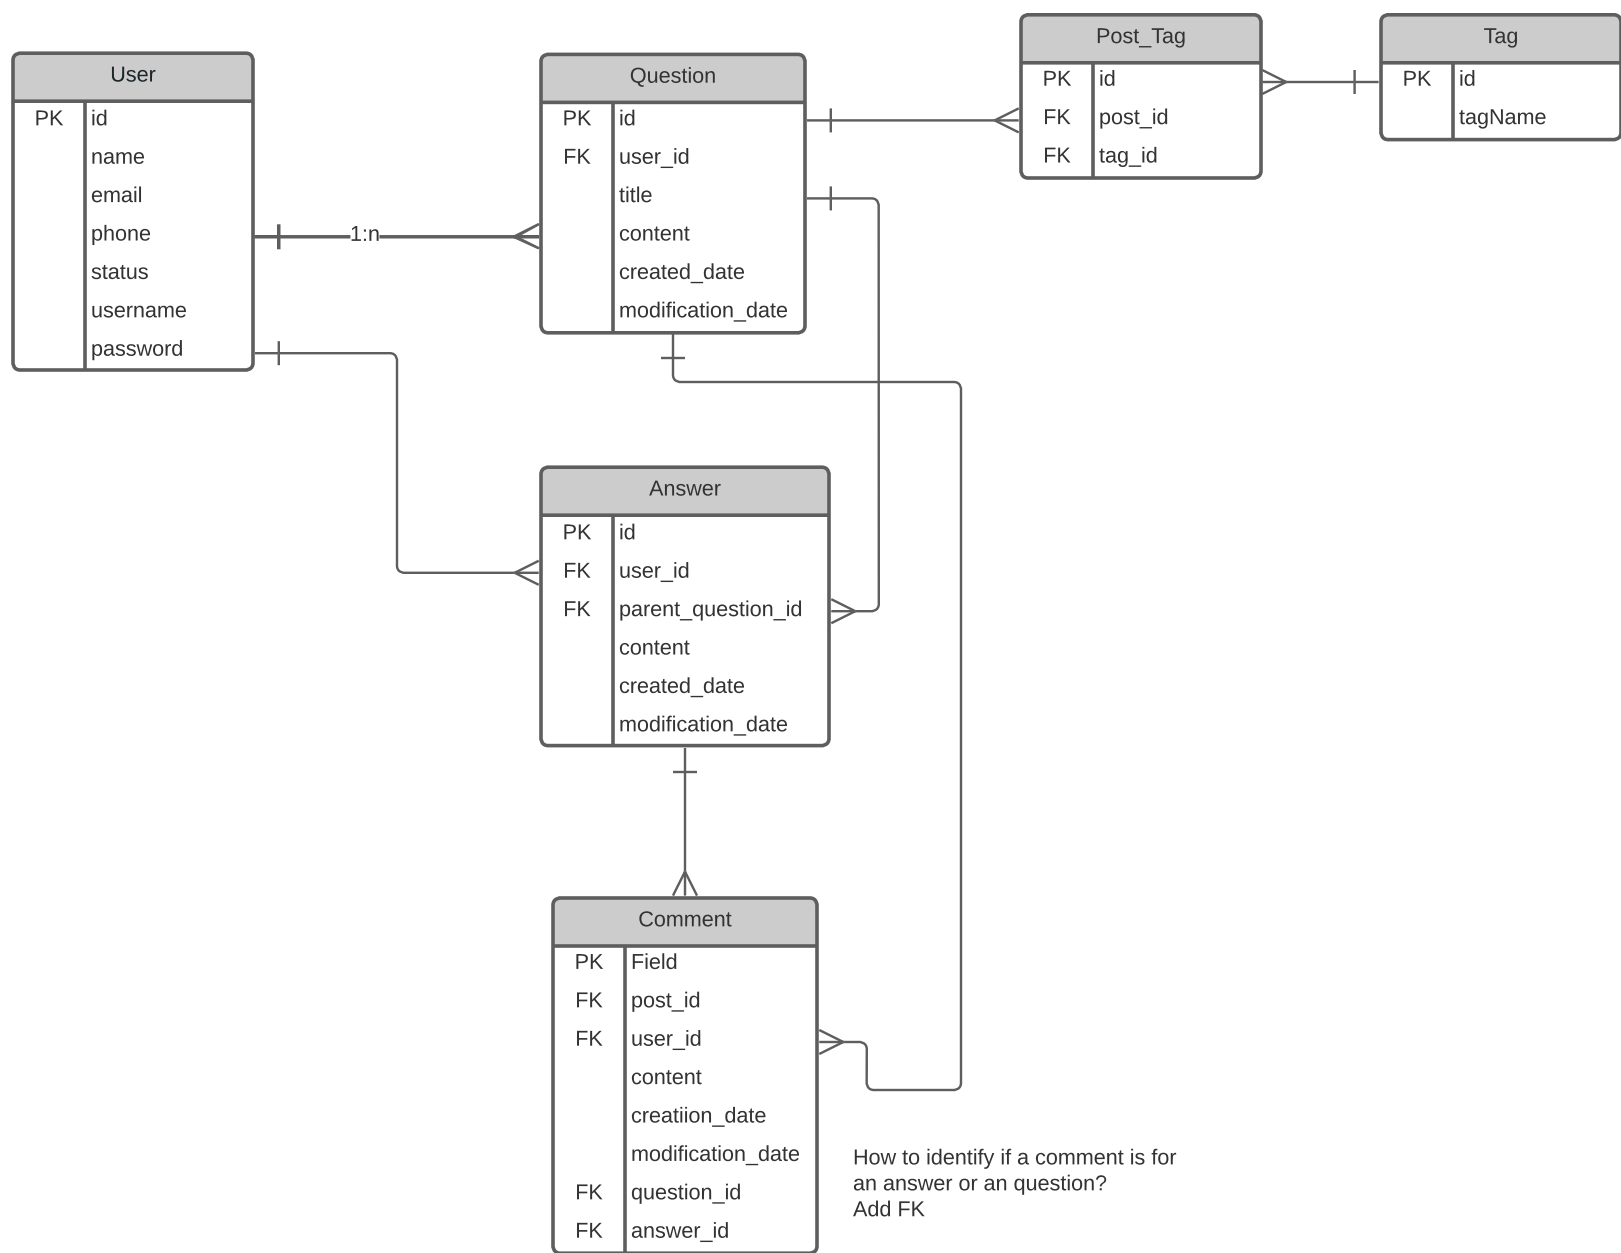 User
PK id
name
email
phone
status
username
password
1:n
Question
PK id
FK user_id
title
content
created_date
modification_date
Post_Tag
PK id
FK post_id
FK tag_id
Tag
PK id
tagName
Answer
PK id
FK user_id
FK parent_question_id
content
created_date
modification_date
Comment
PK Field
FK post_id
FK user_id
content
creatiion_date
modification_date
FK question_id
FK answer_id
How to identify if a comment is for
an answer or an question?
Add FK